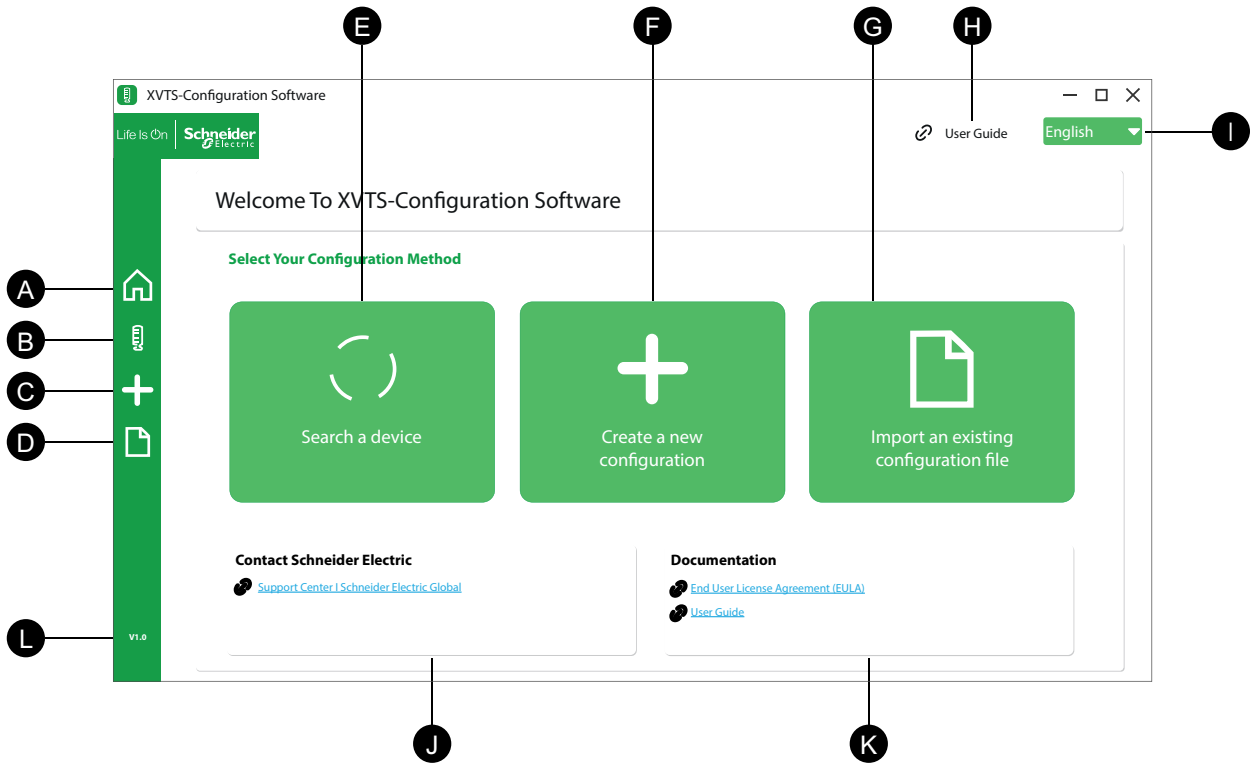 E F G H
XVTS-Configuration Software
Life Is On | Schneider Electric
User Guide
English
I
Welcome To XVTS-Configuration Software
Select Your Configuration Method
A
B
C
D
Search a device
Create a new
configuration
Import an existing
configuration file
Contact Schneider Electric
Support Center I Schneider Electric Global
Documentation
End User License Agreement (EULA)
User Guide
L
V1.0
J K